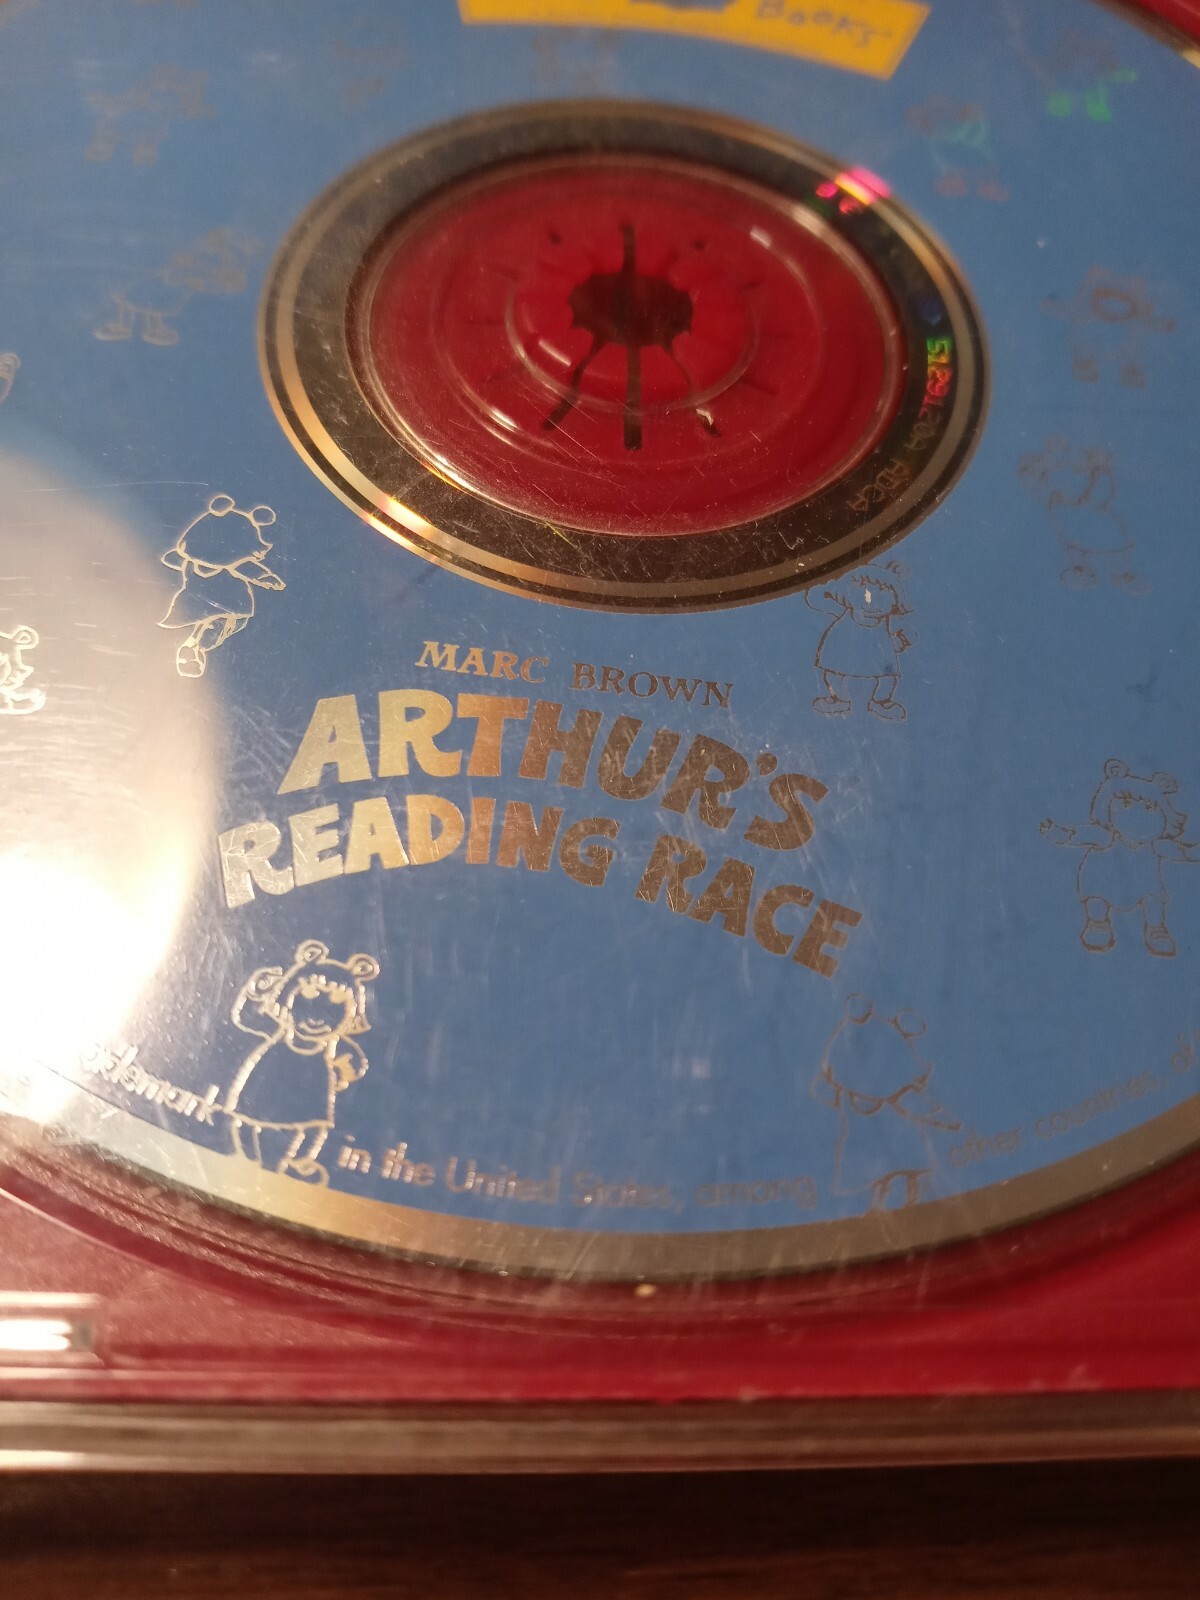 BOOKS
MARC BROWN
ARTHUR'S
READING RACE
in the United States, among
other countries,